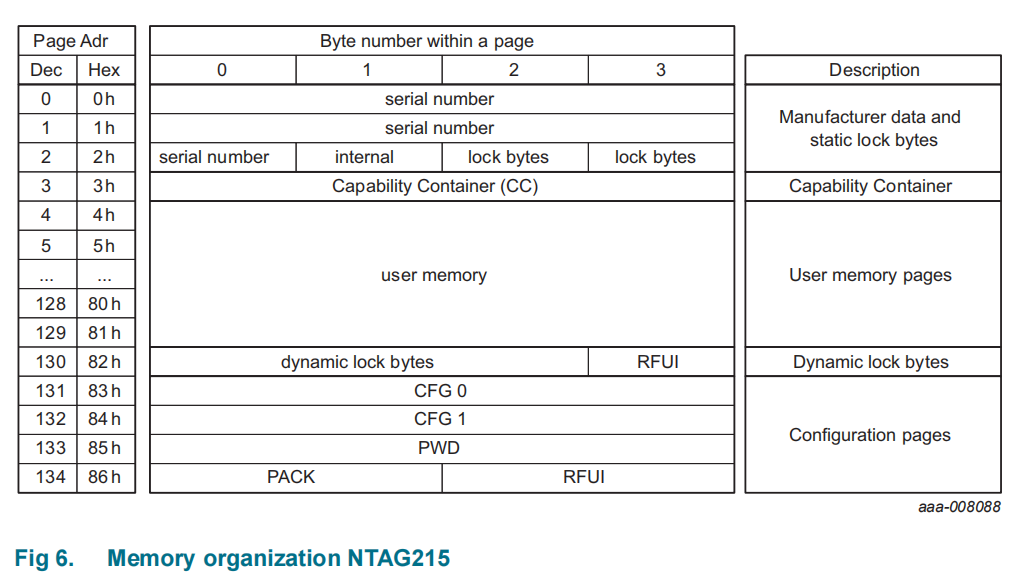 Page Adr Byte number within a page
Dec Hex 0 1 2 3 Description
0 0h serial number
1 1h serial number
Manufacturer data and
static lock bytes
2 2h serial number internal lock bytes lock bytes
3 3h Capability Container (CC) Capability Container
4 4h
5 5h
... ... user memory User memory pages
128 80h
129 81h
130 82h dynamic lock bytes RFUI Dynamic lock bytes
131 83h CFG 0
132 84h CFG 1
Configuration pages
133 85h PWD
134 86h PACK RFUI
aaa-008088
Fig 6. Memory organization NTAG215